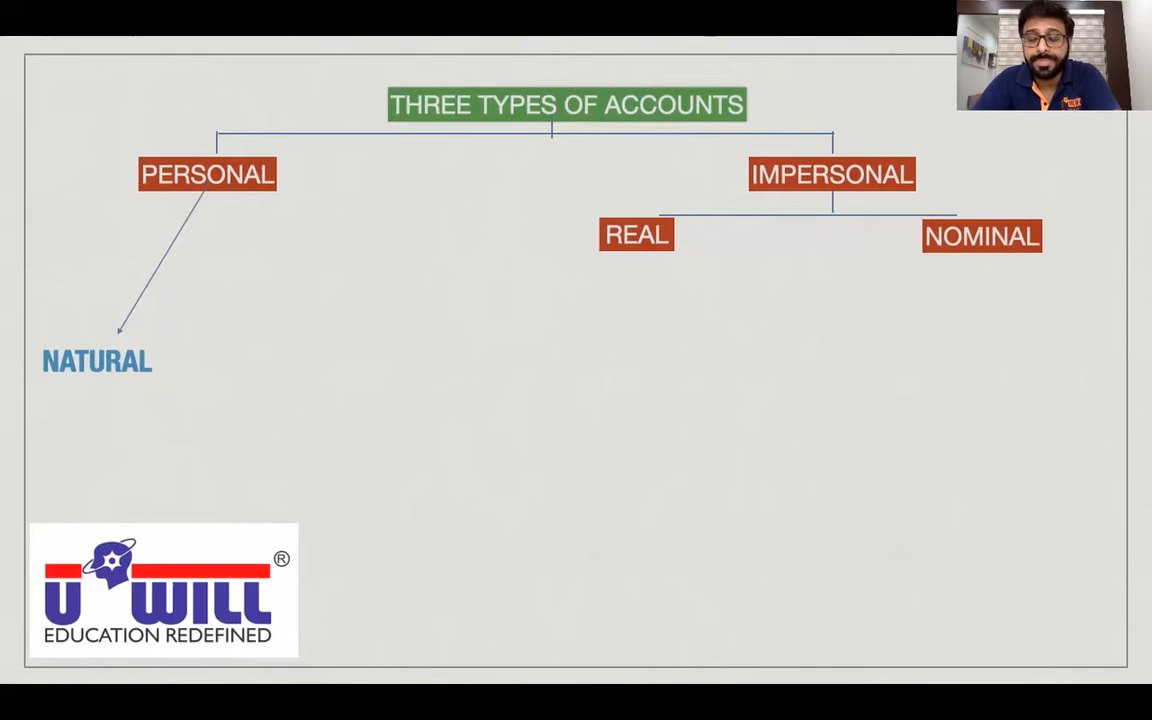 THREE TYPES OF ACCOUNTS
PERSONAL
IMPERSONAL
REAL
NOMINAL
NATURAL
®
U WILL
EDUCATION REDEFINED